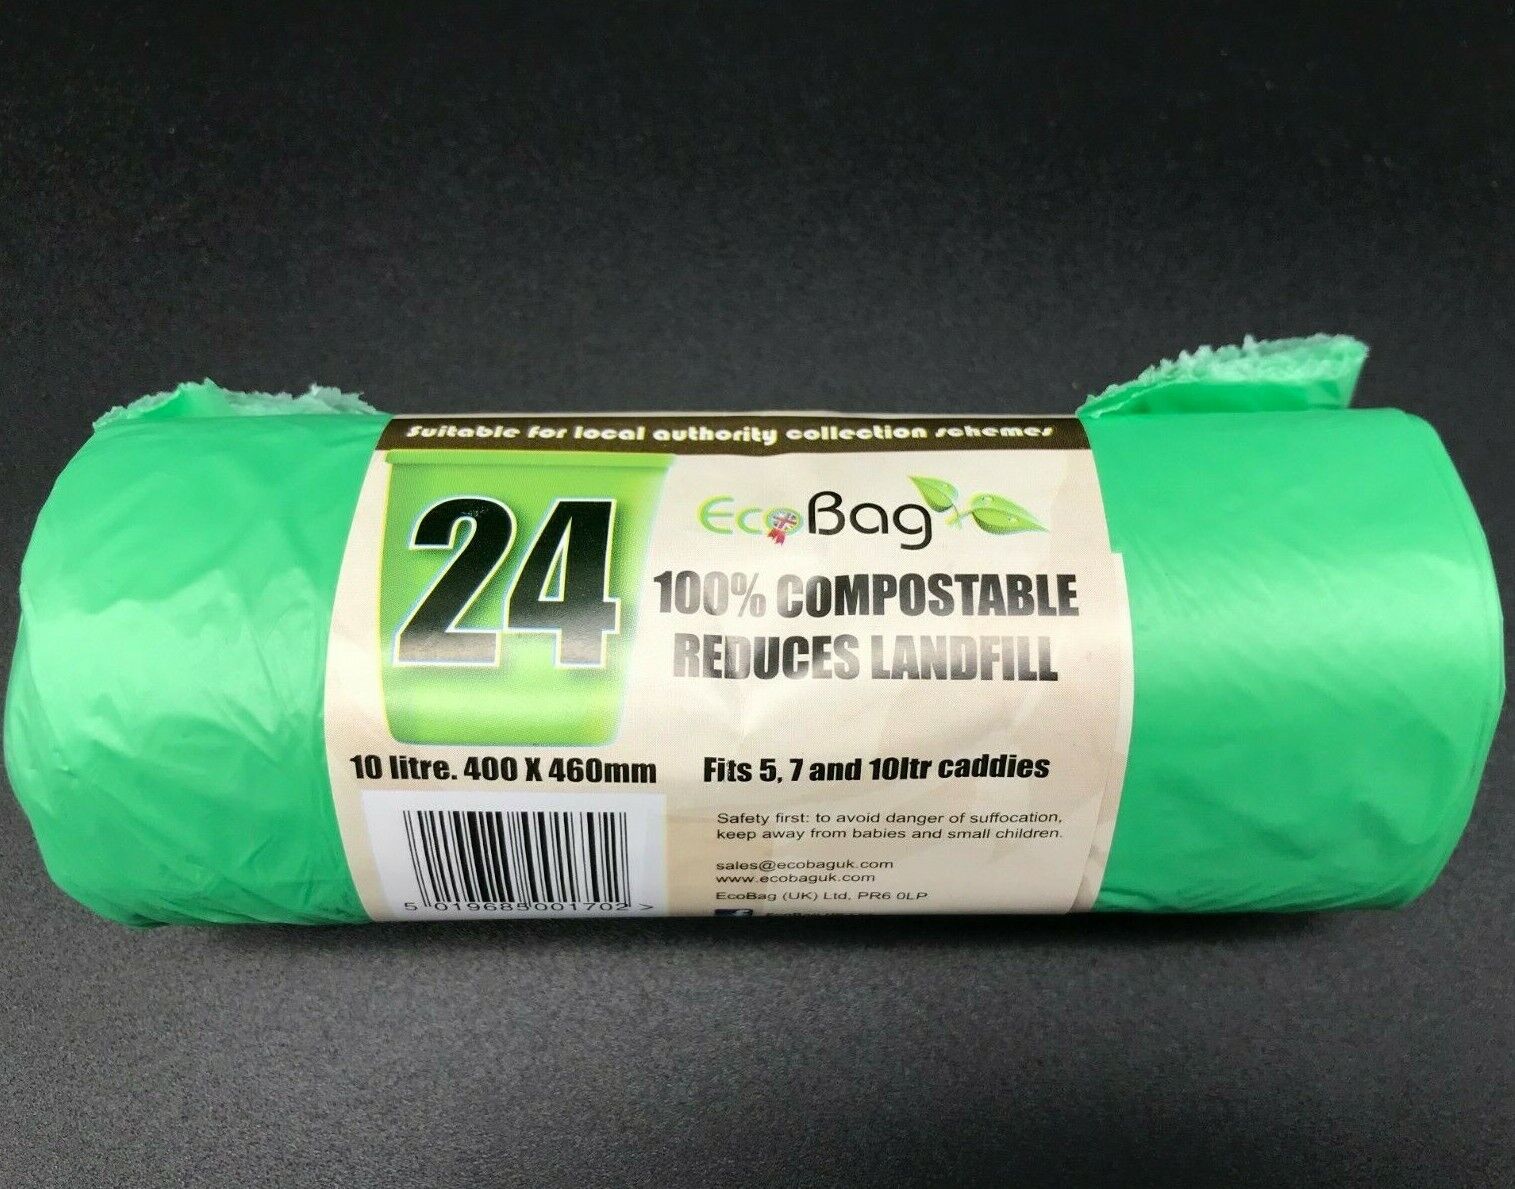 Suitable for local authority collection schemes
24
EcoBag
100% COMPOSTABLE
REDUCES LANDFILL
10 litre. 400 X 460mm
Fits 5, 7 and 10ltr caddies
Safety first: to avoid danger of suffocation,
keep away from babies and small children.
sales@ecobaguk.com
www.ecobaguk.com
EcoBag (UK) Ltd, PR6 0LP
5 019685001702 >